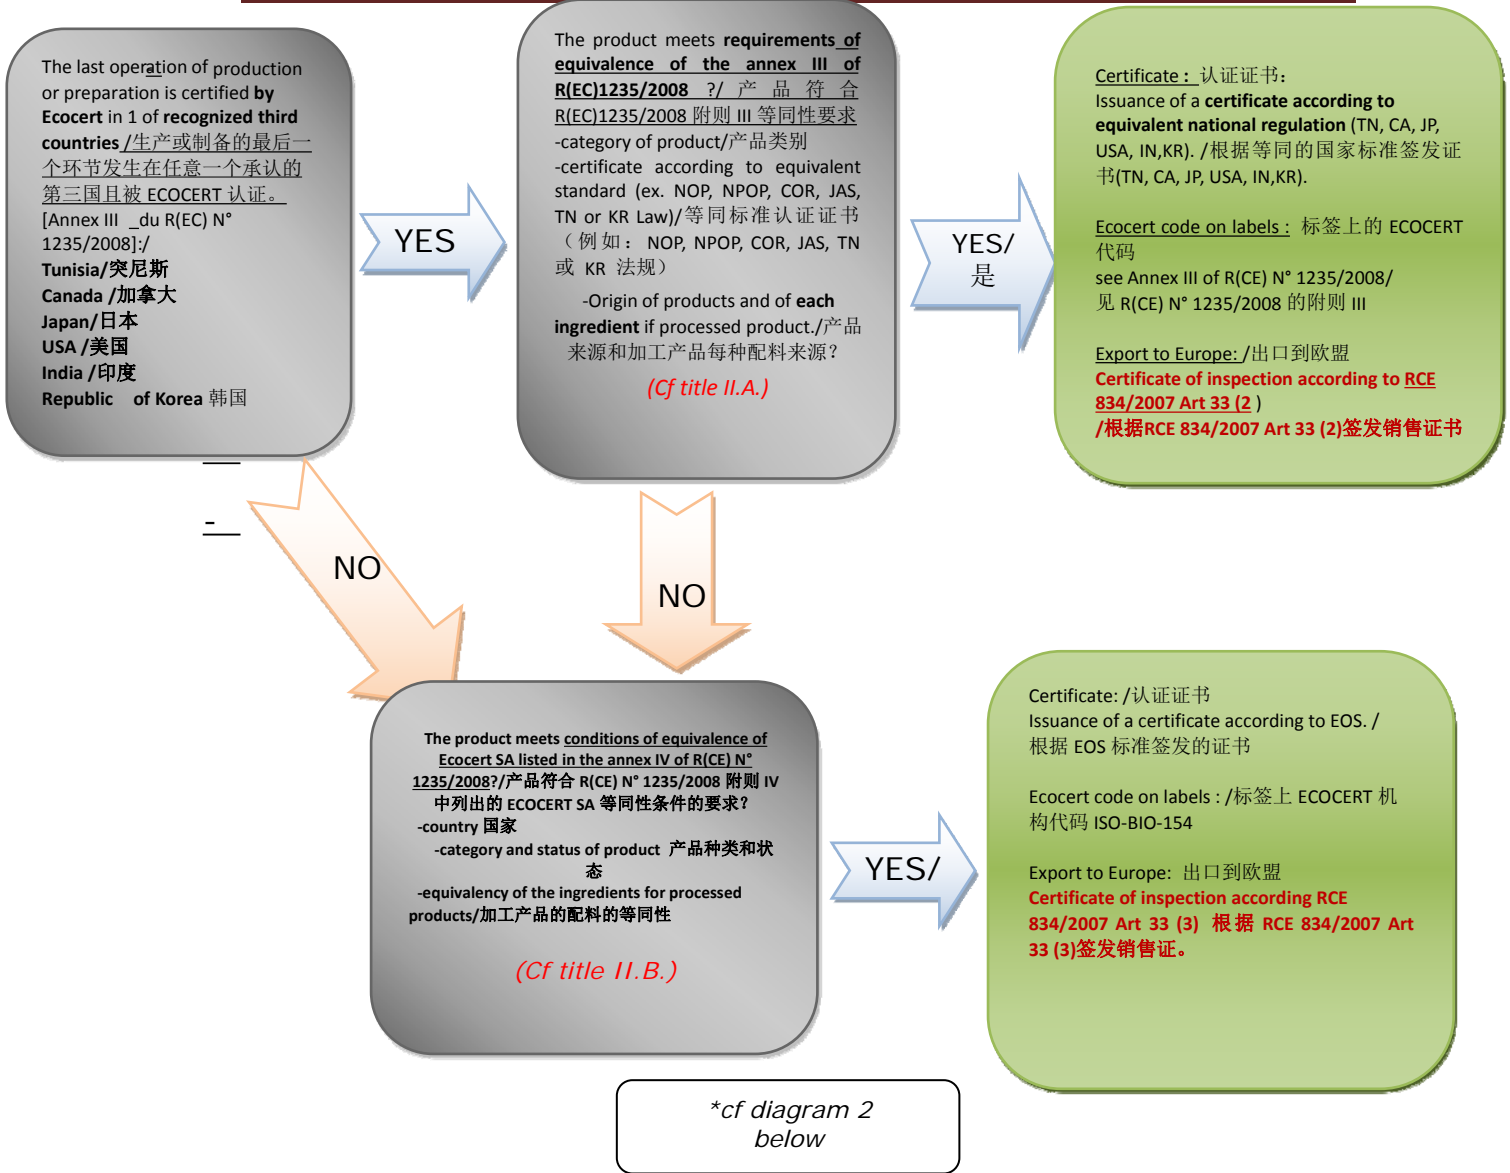 The last operation of production
or preparation is certified by
Ecocert in 1 of recognized third
countries /生产或制备的最后一
个环节发生在任意一个承认的
第三国且被 ECOCERT 认证。
[Annex III _du R(EC) N°
1235/2008]:/
Tunisia/突尼斯
Canada /加拿大
Japan/日本
USA /美国
India /印度
Republic of Korea 韩国
YES
The product meets requirements of
equivalence of the annex III of
R(EC)1235/2008 ?/ 产品符合
R(EC)1235/2008 附则 III 等同性要求
-category of product/产品类别
-certificate according to equivalent
standard (ex. NOP, NPOP, COR, JAS,
TN or KR Law)/等同标准认证证书
（例如：NOP, NPOP, COR, JAS, TN
或 KR 法规）
-Origin of products and of each
ingredient if processed product./产品
来源和加工产品每种配料来源?
(Cf title II.A.)
YES/
是
Certificate : 认证证书:
Issuance of a certificate according to
equivalent national regulation (TN, CA, JP,
USA, IN,KR). /根据等同的国家标准签发证
书(TN, CA, JP, USA, IN,KR).
Ecocert code on labels : 标签上的 ECOCERT
代码
see Annex III of R(CE) N° 1235/2008/
见 R(CE) N° 1235/2008 的附则 III
Export to Europe: /出口到欧盟
Certificate of inspection according to RCE
834/2007 Art 33 (2 )
/根据RCE 834/2007 Art 33 (2)签发销售证书
-
NO
NO
The product meets conditions of equivalence of
Ecocert SA listed in the annex IV of R(CE) N°
1235/2008?/产品符合 R(CE) N° 1235/2008 附则 IV
中列出的 ECOCERT SA 等同性条件的要求?
-country 国家
-category and status of product 产品种类和状
态
-equivalency of the ingredients for processed
products/加工产品的配料的等同性
(Cf title II.B.)
YES/
Certificate: /认证证书
Issuance of a certificate according to EOS. /
根据 EOS 标准签发的证书
Ecocert code on labels : /标签上 ECOCERT 机
构代码 ISO-BIO-154
Export to Europe: 出口到欧盟
Certificate of inspection according RCE
834/2007 Art 33 (3) 根据 RCE 834/2007 Art
33 (3)签发销售证。
*cf diagram 2
below